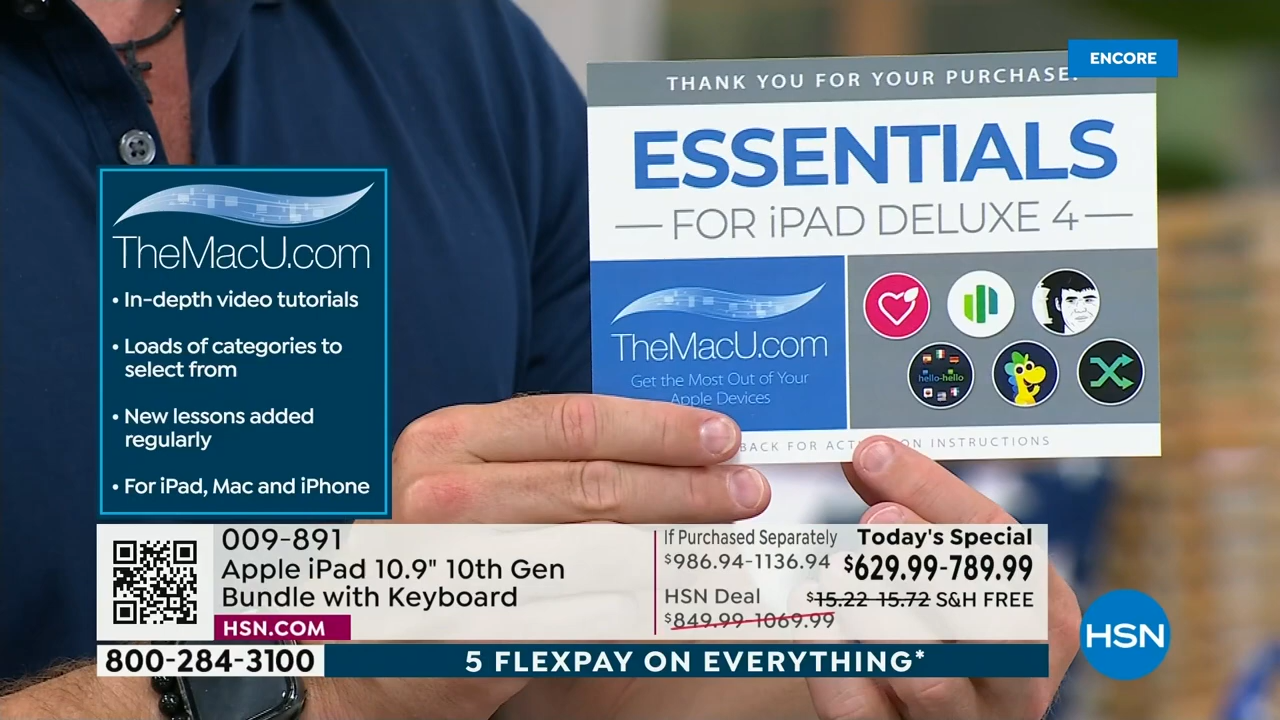 ENCORE
THANK YOU FOR YOUR PURCHASE!
ESSENTIALS
FOR iPAD DELUXE 4
TheMacU.com
Get the Most Out of Your
Apple Devices
hello-hello
BACK FOR INSTRUCTIONS
TheMacU.com
• In-depth video tutorials
• Loads of categories to
select from
• New lessons added
regularly
• For iPad, Mac and iPhone
009-891
Apple iPad 10.9" 10th Gen
Bundle with Keyboard
HSN.COM
If Purchased Separately
$986.94-1136.94
HSN Deal
$849.99-1069.99
Today's Special
$629.99-789.99
$15.22-15.72 S&H FREE
HSN
800-284-3100
5 FLEXPAY ON EVERYTHING*